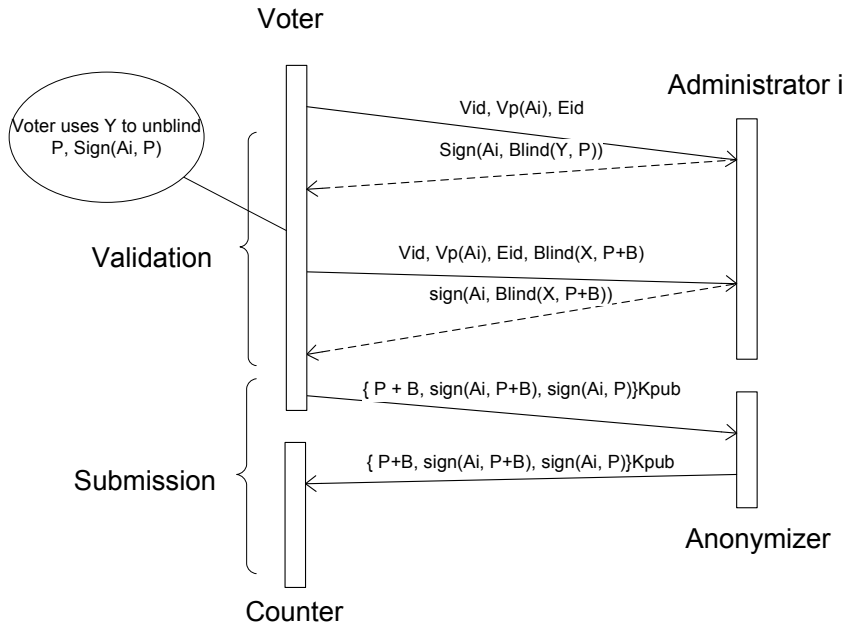 Voter
Administrator i
Vid, Vp(Ai), Eid
Voter uses Y to unblind
P, Sign(Ai, P)
Sign(Ai, Blind(Y, P))
Validation
Vid, Vp(Ai), Eid, Blind(X, P+B)
sign(Ai, Blind(X, P+B))
{ P + B, sign(Ai, P+B), sign(Ai, P)}Kpub
Submission
{ P+B, sign(Ai, P+B), sign(Ai, P)}Kpub
Anonymizer
Counter